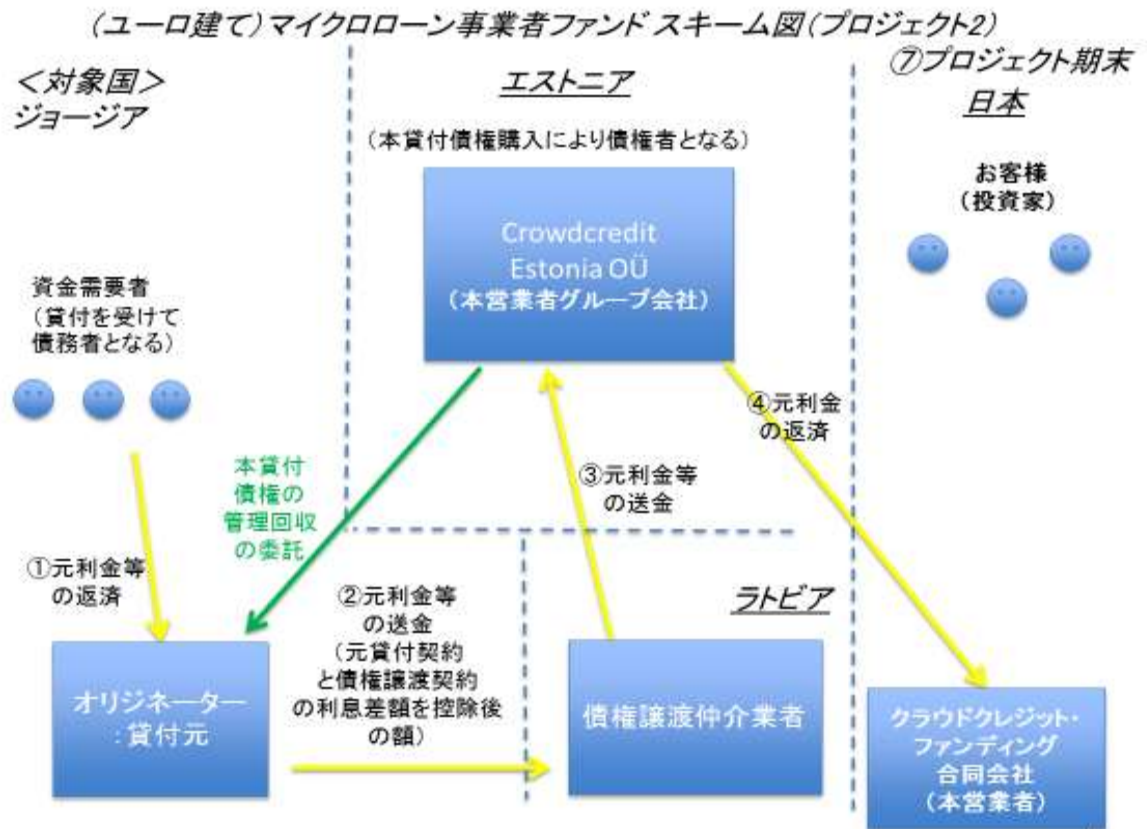 (ユーロ建て)マイクロローン事業者ファンド スキーム図(プロジェクト2)
＜対象国＞
ジョージア
エストニア
⑦プロジェクト期末
日本
(本貸付債権購入により債権者となる)
お客様
(投資家)
Crowdcredit
Estonia OÜ
(本営業者グループ会社)
資金需要者
(貸付を受けて
債務者となる)
本貸付
債権の
管理回収
の委託
③元利金等
の送金
④元利金
の返済
①元利金等
の返済
②元利金等
の送金
(元貸付契約
と債権譲渡契約
の利息差額を控除後
の額)
ラトビア
オリジネーター
:貸付元
債権譲渡仲介業者
クラウドクレジット・
ファンディング
合同会社
(本営業者)